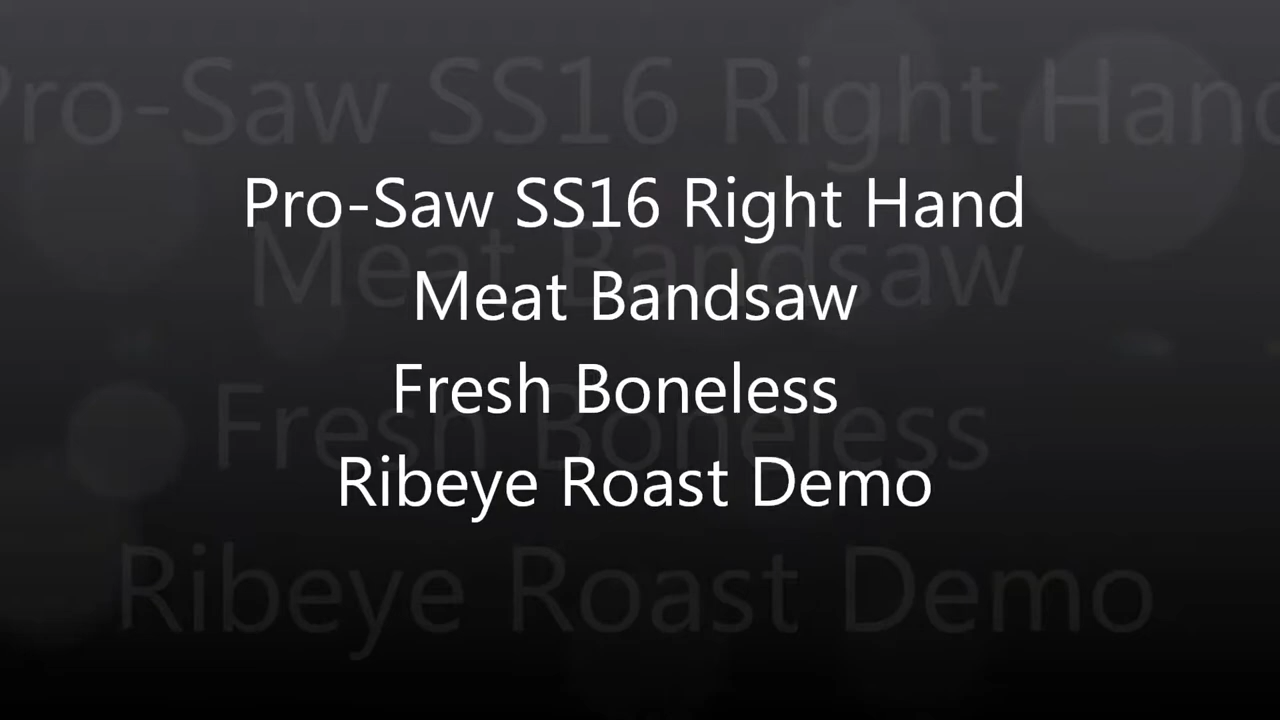 Pro-Saw SS16 Right Hand
Meat Bandsaw
Fresh Boneless
Ribeye Roast Demo